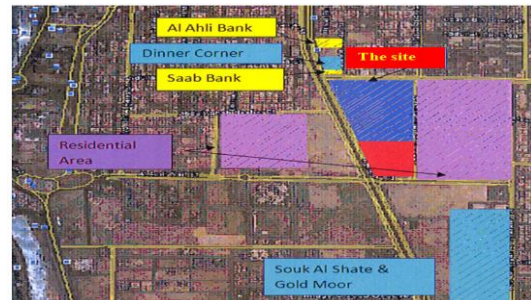 Al Ahli Bank
Dinner Corner
The site
Saab Bank
Residential
Area
Souk Al Shate &
Gold Moor